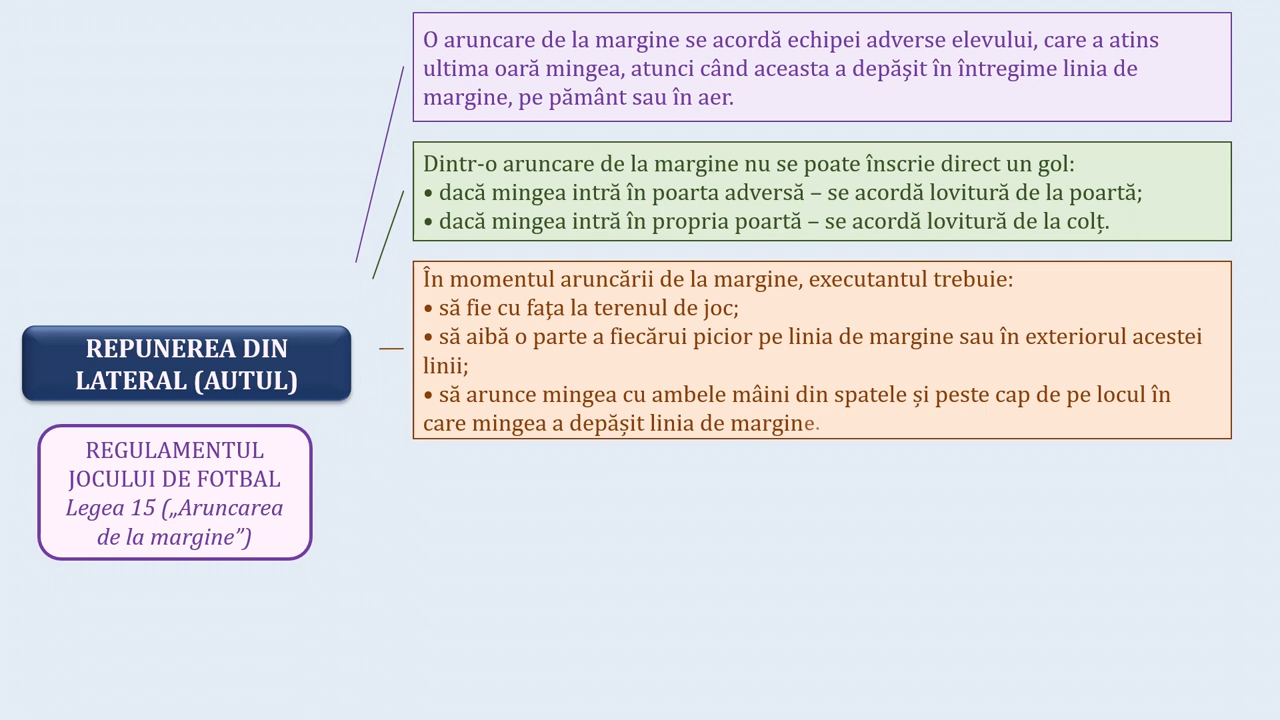 O aruncare de la margine se acordă echipei adverse elevului, care a atins
ultima oară mingea, atunci când aceasta a depășit în întregime linia de
margine, pe pământ sau în aer.
Dintr-o aruncare de la margine nu se poate înscrie direct un gol:
• dacă mingea intră în poarta adversă – se acordă lovitură de la poartă;
• dacă mingea intră în propria poartă – se acordă lovitură de la colț.
În momentul aruncării de la margine, executantul trebuie:
• să fie cu fața la terenul de joc;
• să aibă o parte a fiecărui picior pe linia de margine sau în exteriorul acestei
linii;
• să arunce mingea cu ambele mâini din spatele și peste cap de pe locul în
care mingea a depășit linia de margine.
REPUNEREA DIN
LATERAL (AUTUL)
REGULAMENTUL
JOCULUI DE FOTBAL
Legea 15 („Aruncarea
de la margine”)